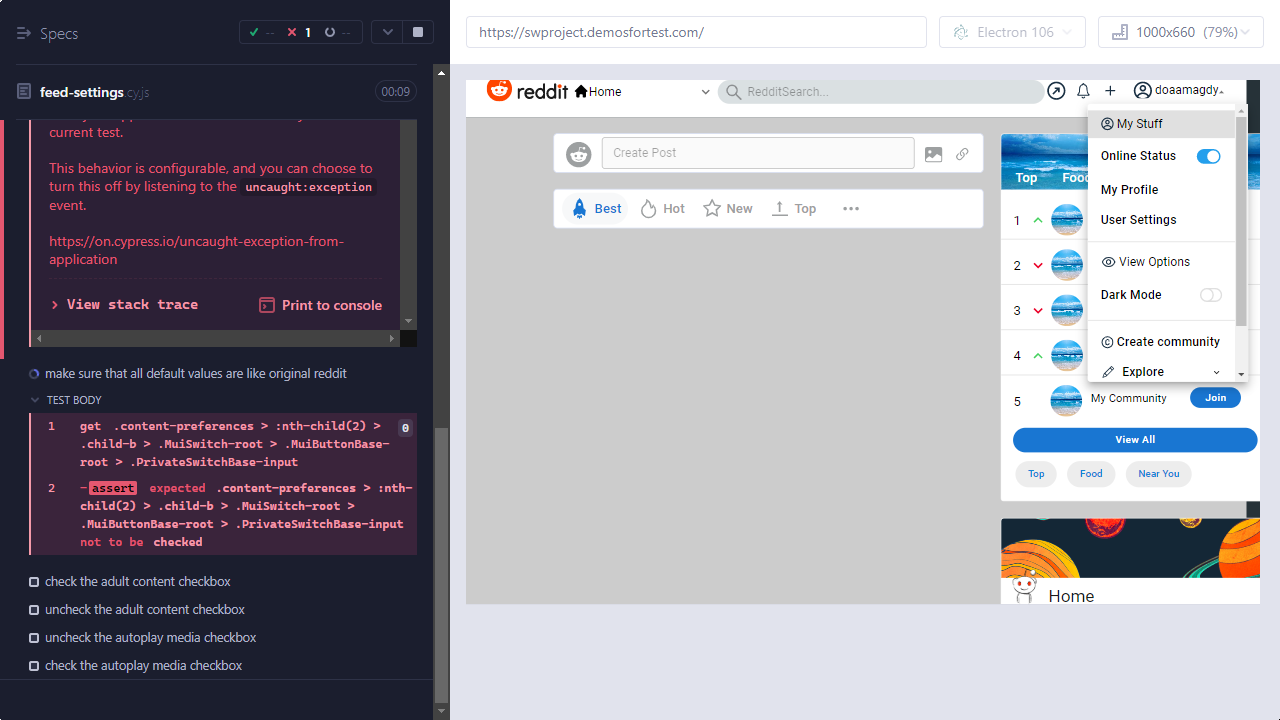 Specs
--
1
--
feed-settings cy.js
00:09
current test.
This behavior is configurable, and you can choose to
turn this off by listening to the uncaught:exception
event.
https://on.cypress.io/uncaught-exception-from-
application
View stack trace
Print to console
make sure that all default values are like original reddit
TEST BODY
1 get .content-preferences > :nth-child(2) > 0
.child-b > .MuiSwitch-root > .MuiButtonBase-
root > .PrivateSwitchBase-input
2 -assert expected .content-preferences > :nth-
child(2) > .child-b > .MuiSwitch-root >
.MuiButtonBase-root > .PrivateSwitchBase-input
not to be checked
check the adult content checkbox
uncheck the adult content checkbox
uncheck the autoplay media checkbox
check the autoplay media checkbox
https://swproject.demosfortest.com/
Electron 106
1000x660 (79%)
reddit
Home
RedditSearch...
doaamagdy
Create Post
Best
Hot
New
Top
Top
Food
1
2
3
4
5
My Community
Join
View All
Top
Food
Near You
Home
My Stuff
Online Status
My Profile
User Settings
View Options
Dark Mode
Create community
Explore